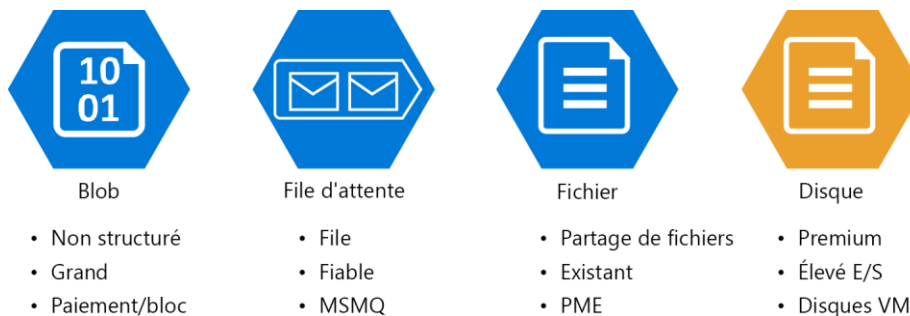 10
01
Blob
• Non structuré
• Grand
• Paiement/bloc
File d'attente
• File
• Fiable
• MSMQ
Fichier
• Partage de fichiers
• Existant
• PME
Disque
• Premium
• Élevé E/S
• Disques VM